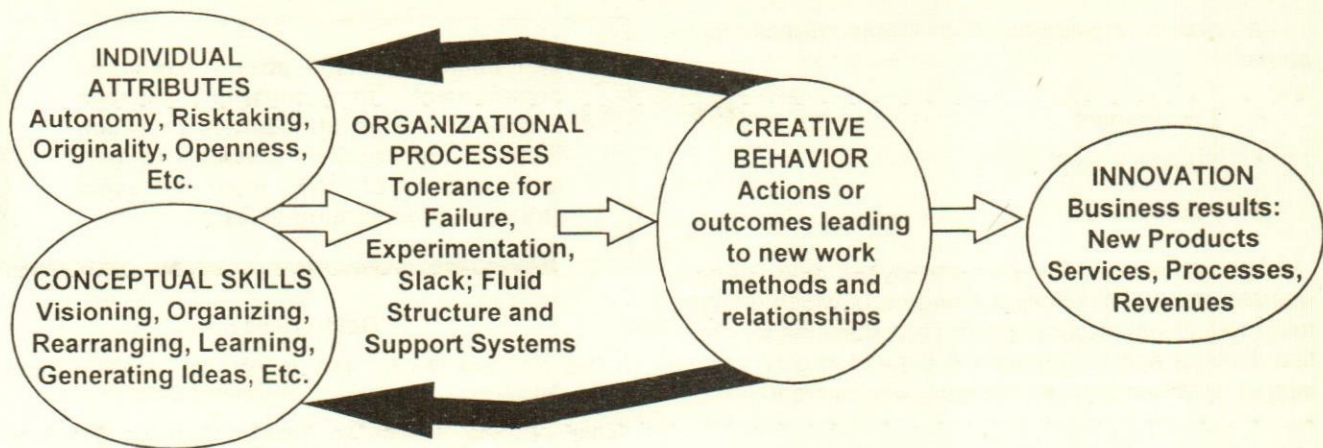 INDIVIDUAL
ATTRIBUTES
Autonomy, Risktaking,
Originality, Openness,
Etc.
CONCEPTUAL SKILLS
Visioning, Organizing,
Rearranging, Learning,
Generating Ideas, Etc.
ORGANIZATIONAL
PROCESSES
Tolerance for
Failure,
Experimentation,
Slack; Fluid
Structure and
Support Systems
CREATIVE
BEHAVIOR
Actions or
outcomes leading
to new work
methods and
relationships
INNOVATION
Business results:
New Products
Services, Processes,
Revenues